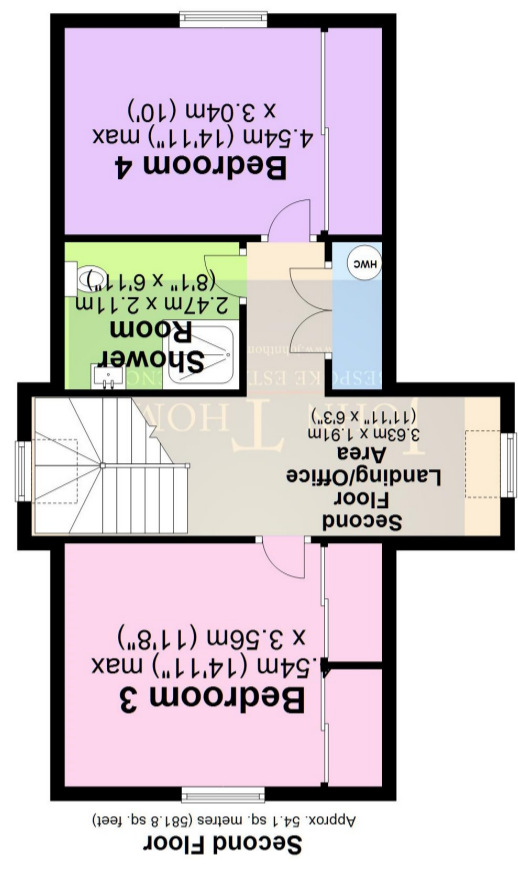 Second Floor
Approx. 54.1 sq. metres (581.8 sq. feet)
Bedroom 3
4.54m (14'11") max
x 3.56m (11'8")
Second
Floor
Landing/Office
Area
3.63m x 1.91m
(11'11" x 6'3")
Shower
Room
2.47m x 2.11m
(8'1" x 6'11")
HWC
Bedroom 4
4.54m (14'11") max
x 3.04m (10')